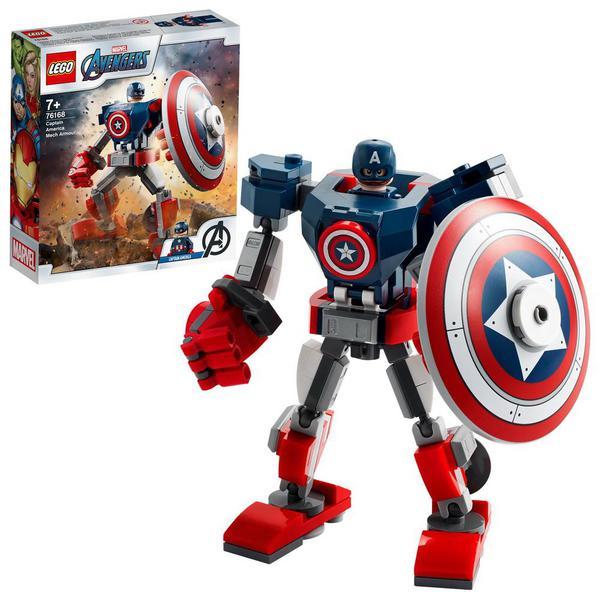 LEGO
MARVEL
AVENGERS
7+
76168
Captain
America
Mech Armour
MARVEL
CAPTAIN AMERICA
A